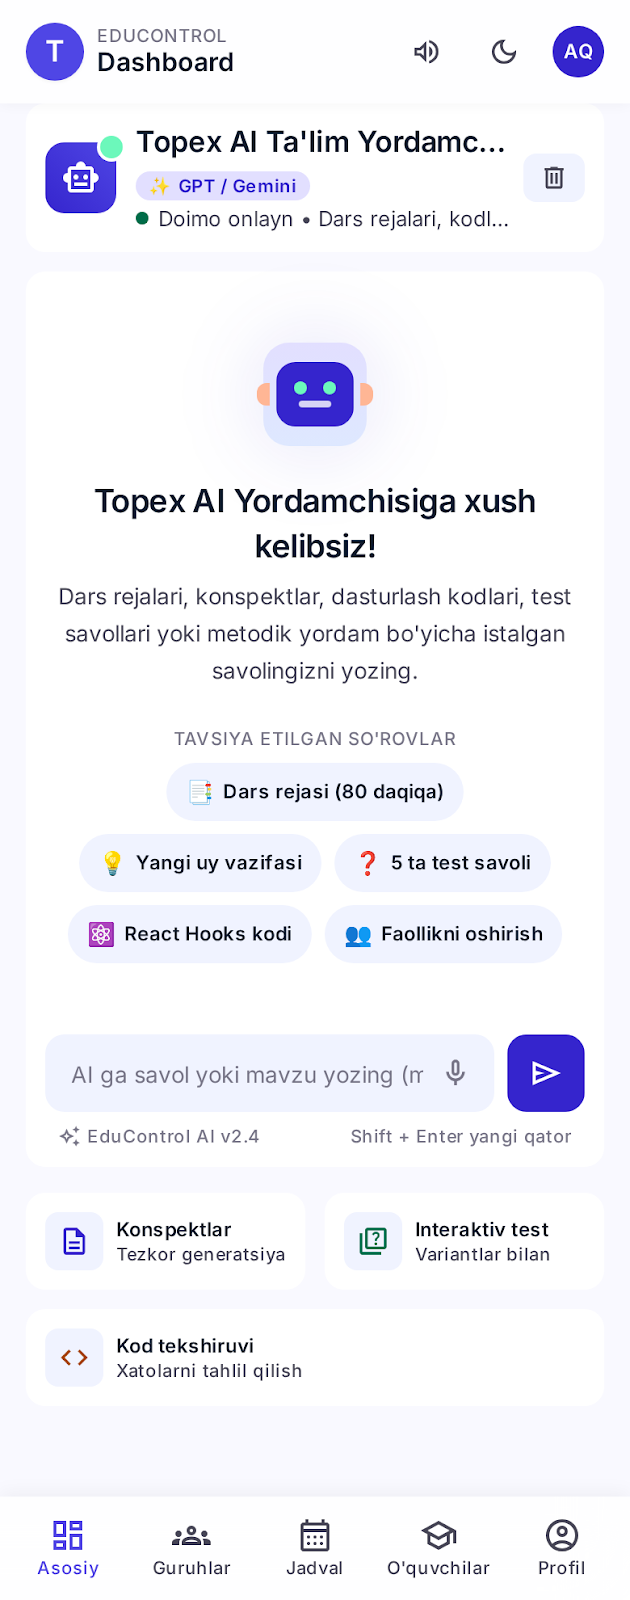 T
EDUCONTROL
Dashboard
AQ
Topex AI Ta'lim Yordamc...
✨ GPT / Gemini
Doimo onlayn • Dars rejalari, kodl...
Topex AI Yordamchisiga xush
kelibsiz!
Dars rejalari, konspektlar, dasturlash kodlari, test
savollari yoki metodik yordam bo'yicha istalgan
savolingizni yozing.
TAVSIYA ETILGAN SO'ROVLAR
📑 Dars rejasi (80 daqiqa)
💡 Yangi uy vazifasi
❓ 5 ta test savoli
⚛️ React Hooks kodi
👥 Faollikni oshirish
AI ga savol yoki mavzu yozing (m
EduControl AI v2.4
Shift + Enter yangi qator
Konspektlar
Tezkor generatsiya
Interaktiv test
Variantlar bilan
Kod tekshiruvi
Xatolarni tahlil qilish
Asosiy
Guruhlar
Jadval
O'quvchilar
Profil